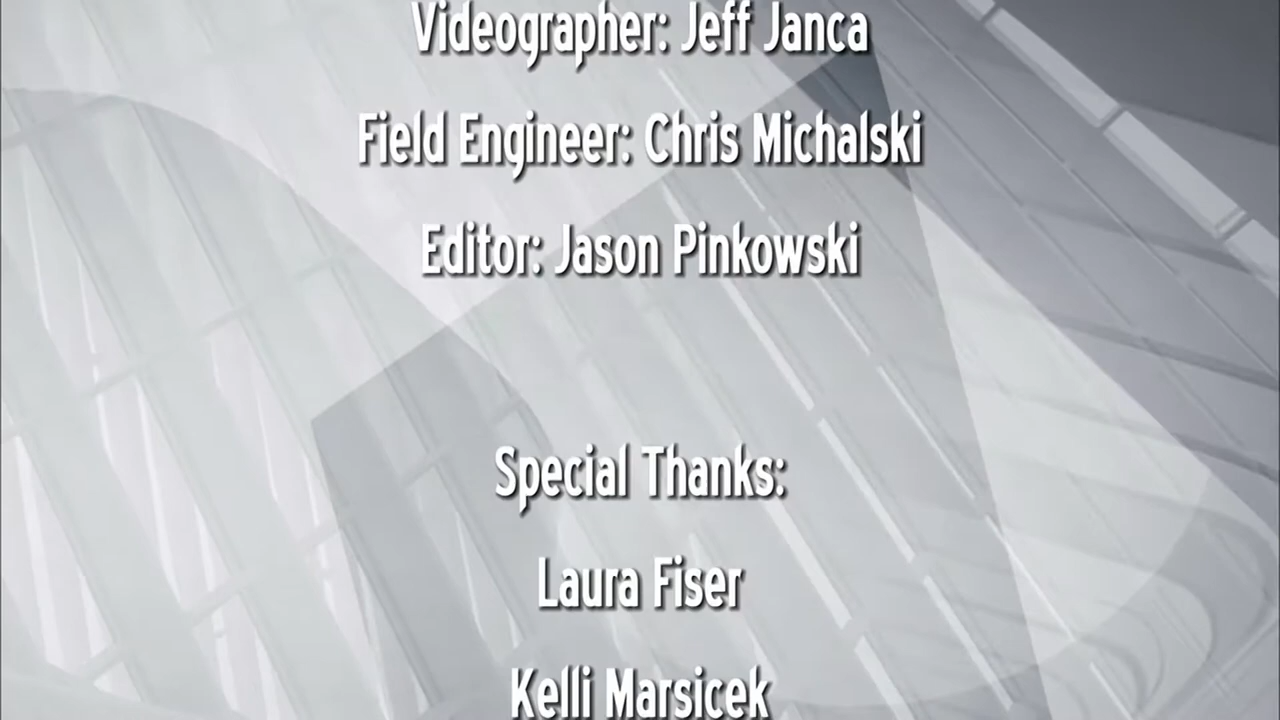 Videographer: Jeff Janca
Field Engineer: Chris Michalski
Editor: Jason Pinkowski
Special Thanks:
Laura Fiser
Kelli Marsicek